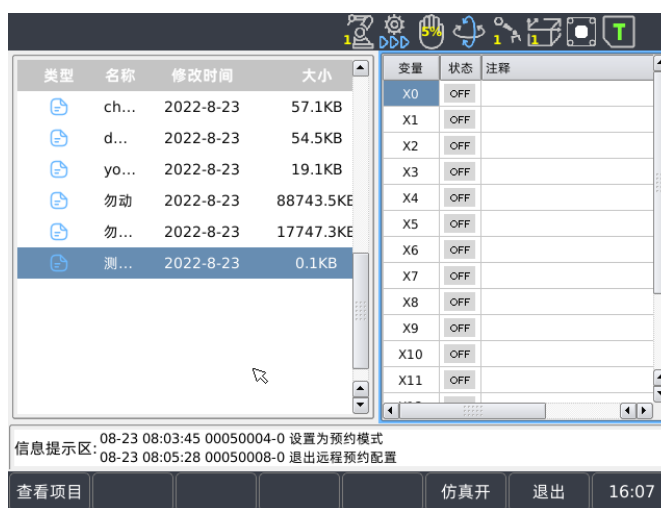 1 5% 1 1 T
类型 名称 修改时间 大小
ch... 2022-8-23 57.1KB
d... 2022-8-23 54.5KB
yo... 2022-8-23 19.1KB
勿动 2022-8-23 88743.5KB
勿... 2022-8-23 17747.3KB
测... 2022-8-23 0.1KB
变量 状态 注释
X0 OFF
X1 OFF
X2 OFF
X3 OFF
X4 OFF
X5 OFF
X6 OFF
X7 OFF
X8 OFF
X9 OFF
X10 OFF
X11 OFF
信息提示区: 08-23 08:03:45 00050004-0 设置为预约模式
08-23 08:05:28 00050008-0 退出远程预约配置
查看项目 仿真开 退出 16:07